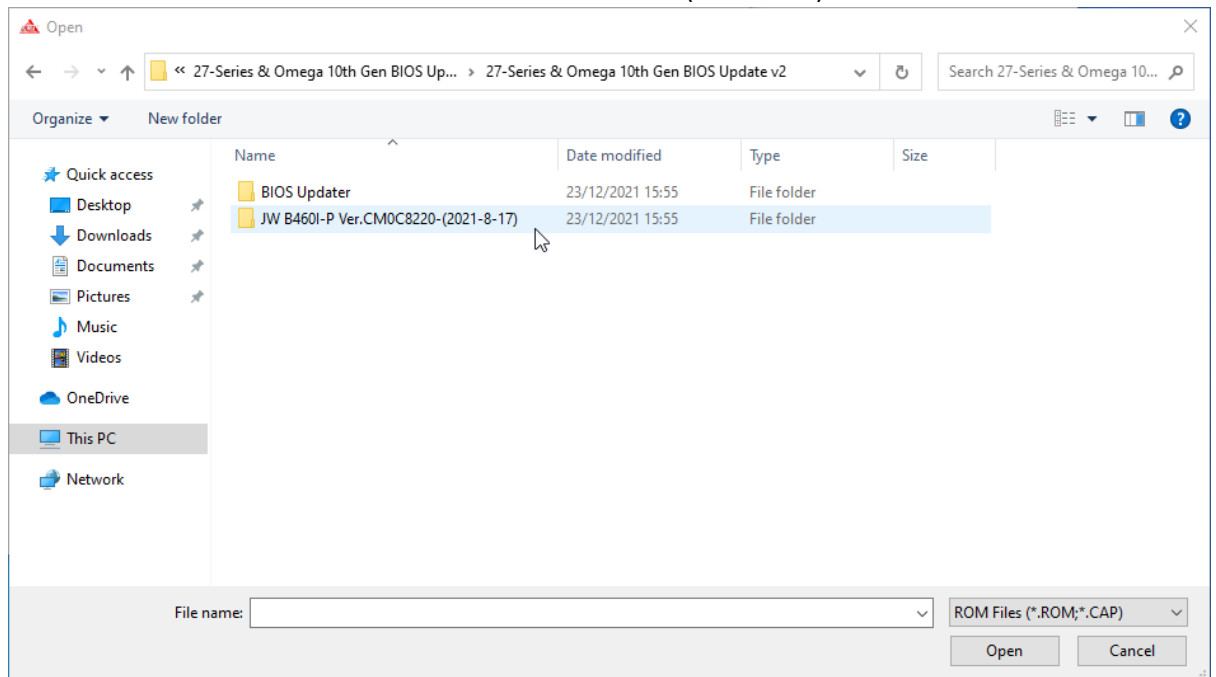 Open
« 27-Series & Omega 10th Gen BIOS Up... › 27-Series & Omega 10th Gen BIOS Update v2
Search 27-Series & Omega 10...
Organize New folder
?
Name Date modified Type Size
Quick access
Desktop
Downloads
Documents
Pictures
Music
Videos
OneDrive
This PC
Network
BIOS Updater 23/12/2021 15:55 File folder
JW B460I-P Ver.CM0C8220-(2021-8-17) 23/12/2021 15:55 File folder
File name: ROM Files (*.ROM;*.CAP)
Open Cancel